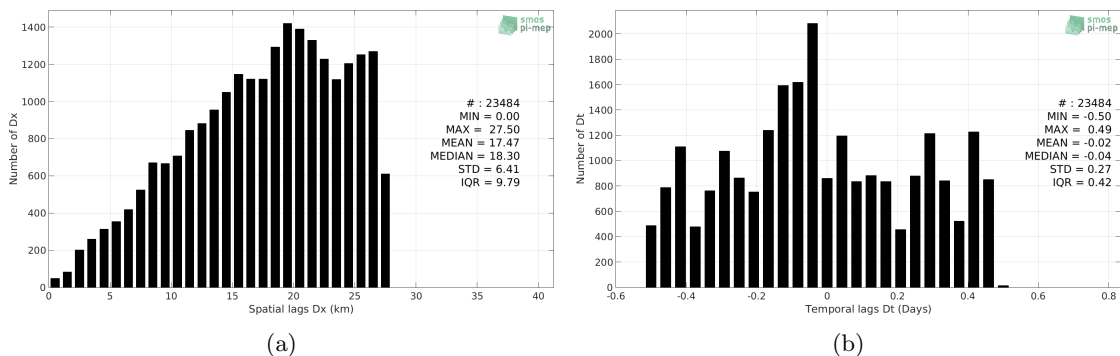 1400
1200
1000
800
600
400
200
0
Number of Dx
0 5 10 15 20 25 30 35 40
Spatial lags Dx (km)
smos
pi-mep
# : 23484
MIN = 0.00
MAX = 27.50
MEAN = 17.47
MEDIAN = 18.30
STD = 6.41
IQR = 9.79
(a)
2000
1800
1600
1400
1200
1000
800
600
400
200
0
Number of Dt
-0.6 -0.4 -0.2 0 0.2 0.4 0.6 0.8
Temporal lags Dt (Days)
smos
pi-mep
# : 23484
MIN = -0.50
MAX = 0.49
MEAN = -0.02
MEDIAN = -0.04
STD = 0.27
IQR = 0.42
(b)